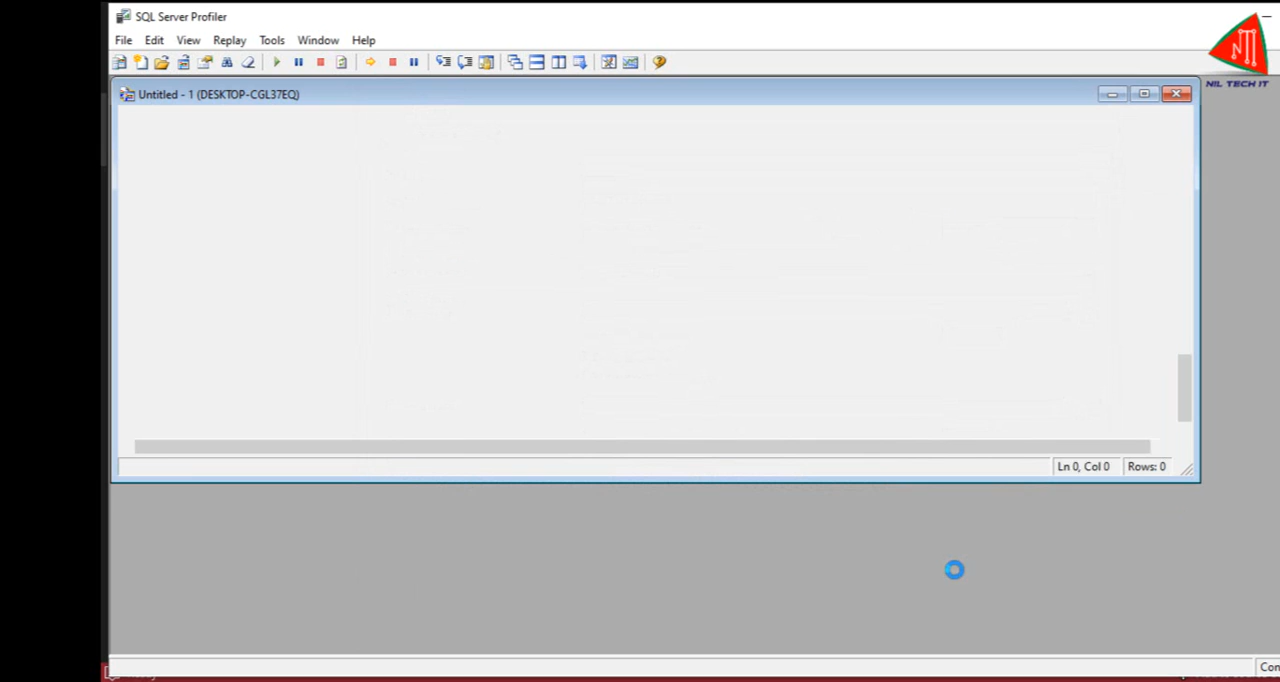 SQL Server Profiler
File Edit View Replay Tools Window Help
NIL TECH IT
Untitled - 1 (DESKTOP-CGL37EQ)
Ln 0, Col 0 Rows: 0
Con